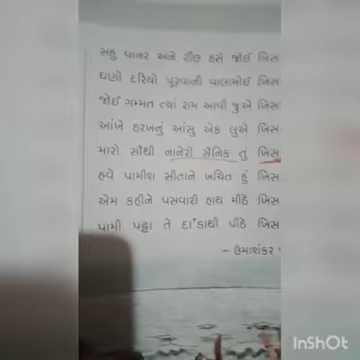 સહુ વાનર અને રીંછ હસે જોઈ ખિસ
ઘણો દરિયો પૂરવાની વાલામોઈ ખિસ
જોઈ ગમ્મત ત્યાં રામ આવી જુએ ખિસ
આંખે હરખનું આંસુ એક લુએ ખિસ
મારો સૌથી નાનેરો સૈનિક તું ખિસ
હવે પામીશ સીતાને ખચિત હું ખિસ
એમ કહીને પસવારી હાથ મીઠે ખિસ
પામી પટ્ટા તે દા'ડાથી પીઠે ખિસ
- ઉમાશંકર
InShOt